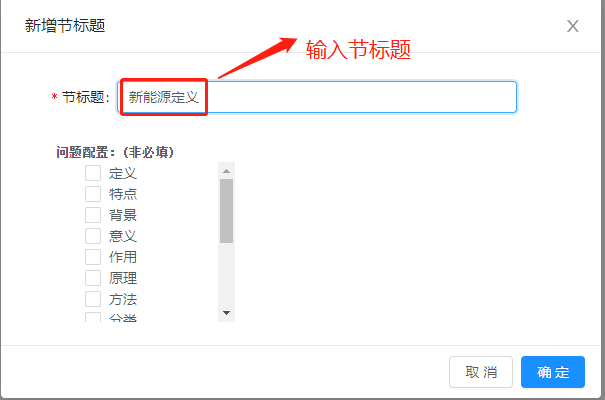 新增节标题
X
输入节标题
* 节标题: 新能源定义
问题配置: (非必填)
定义
特点
背景
意义
作用
原理
方法
分类
取 消
确 定